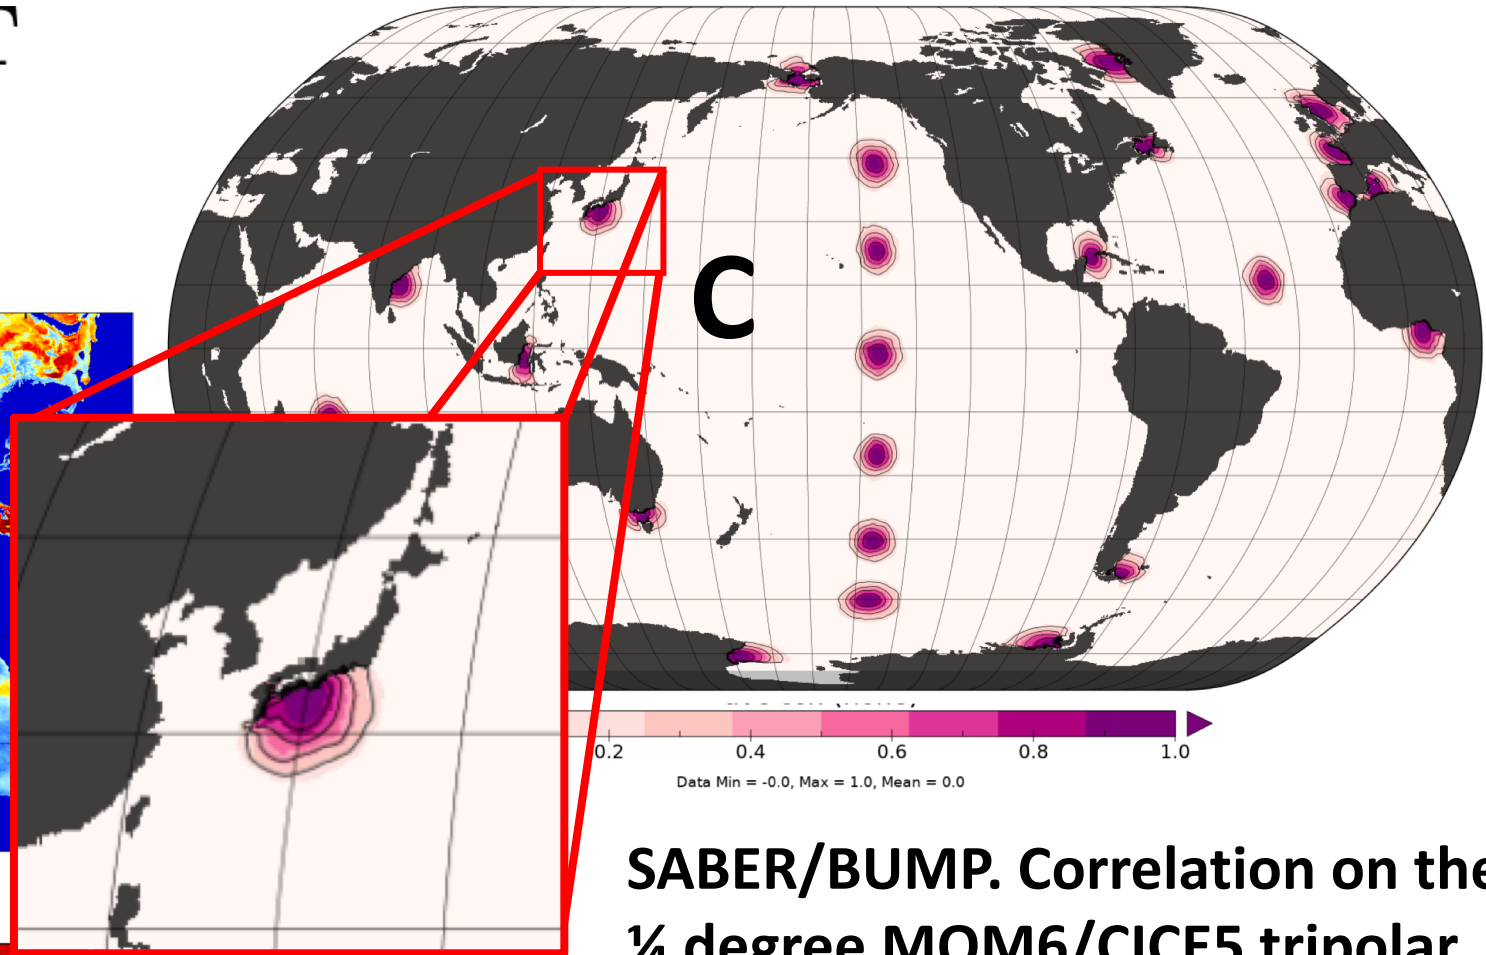 C
0.2 0.4 0.6 0.8 1.0
Data Min = -0.0, Max = 1.0, Mean = 0.0
SABER/BUMP. Correlation on the
¼ degree MOM6/CICE5 tripolar